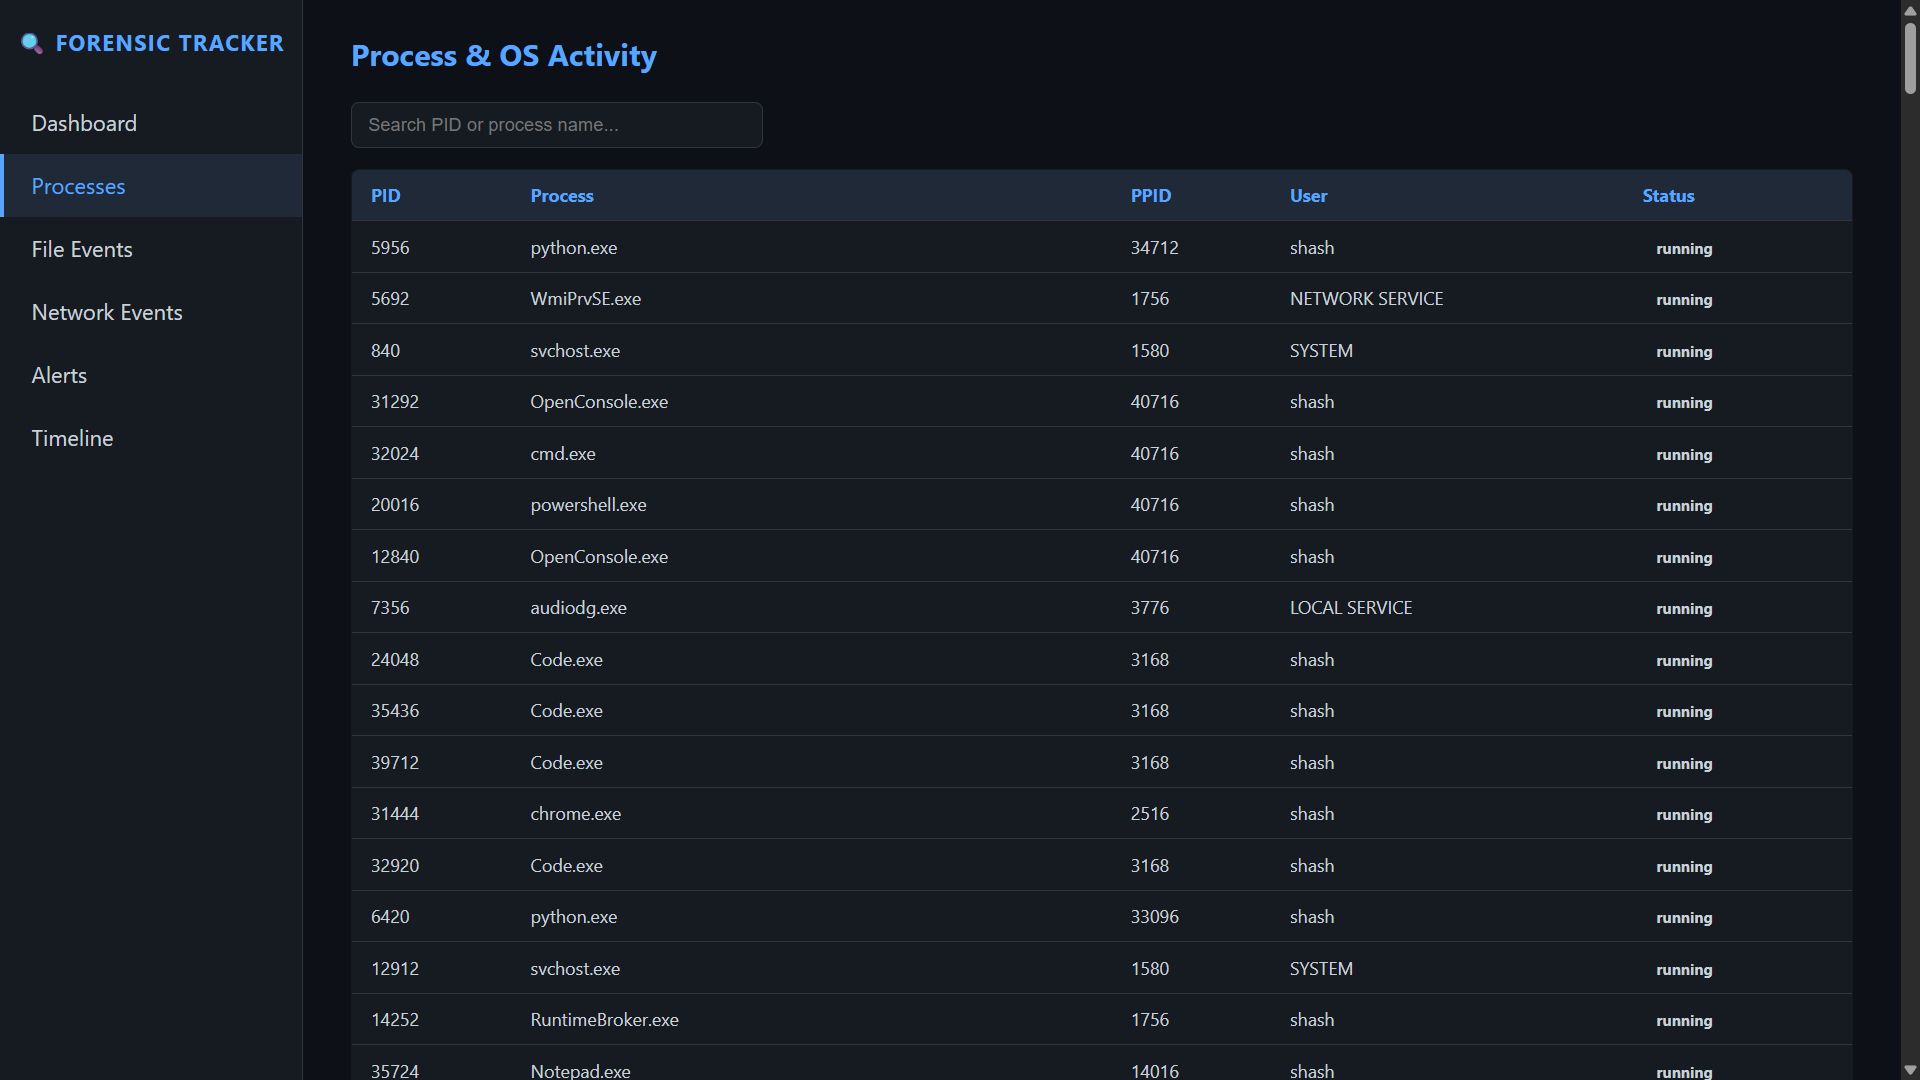 FORENSIC TRACKER
Dashboard
Processes
File Events
Network Events
Alerts
Timeline
Process & OS Activity
Search PID or process name...
PID Process PPID User Status
5956 python.exe 34712 shash running
5692 WmiPrvSE.exe 1756 NETWORK SERVICE running
840 svchost.exe 1580 SYSTEM running
31292 OpenConsole.exe 40716 shash running
32024 cmd.exe 40716 shash running
20016 powershell.exe 40716 shash running
12840 OpenConsole.exe 40716 shash running
7356 audiodg.exe 3776 LOCAL SERVICE running
24048 Code.exe 3168 shash running
35436 Code.exe 3168 shash running
39712 Code.exe 3168 shash running
31444 chrome.exe 2516 shash running
32920 Code.exe 3168 shash running
6420 python.exe 33096 shash running
12912 svchost.exe 1580 SYSTEM running
14252 RuntimeBroker.exe 1756 shash running
35724 Notepad.exe 14016 shash running